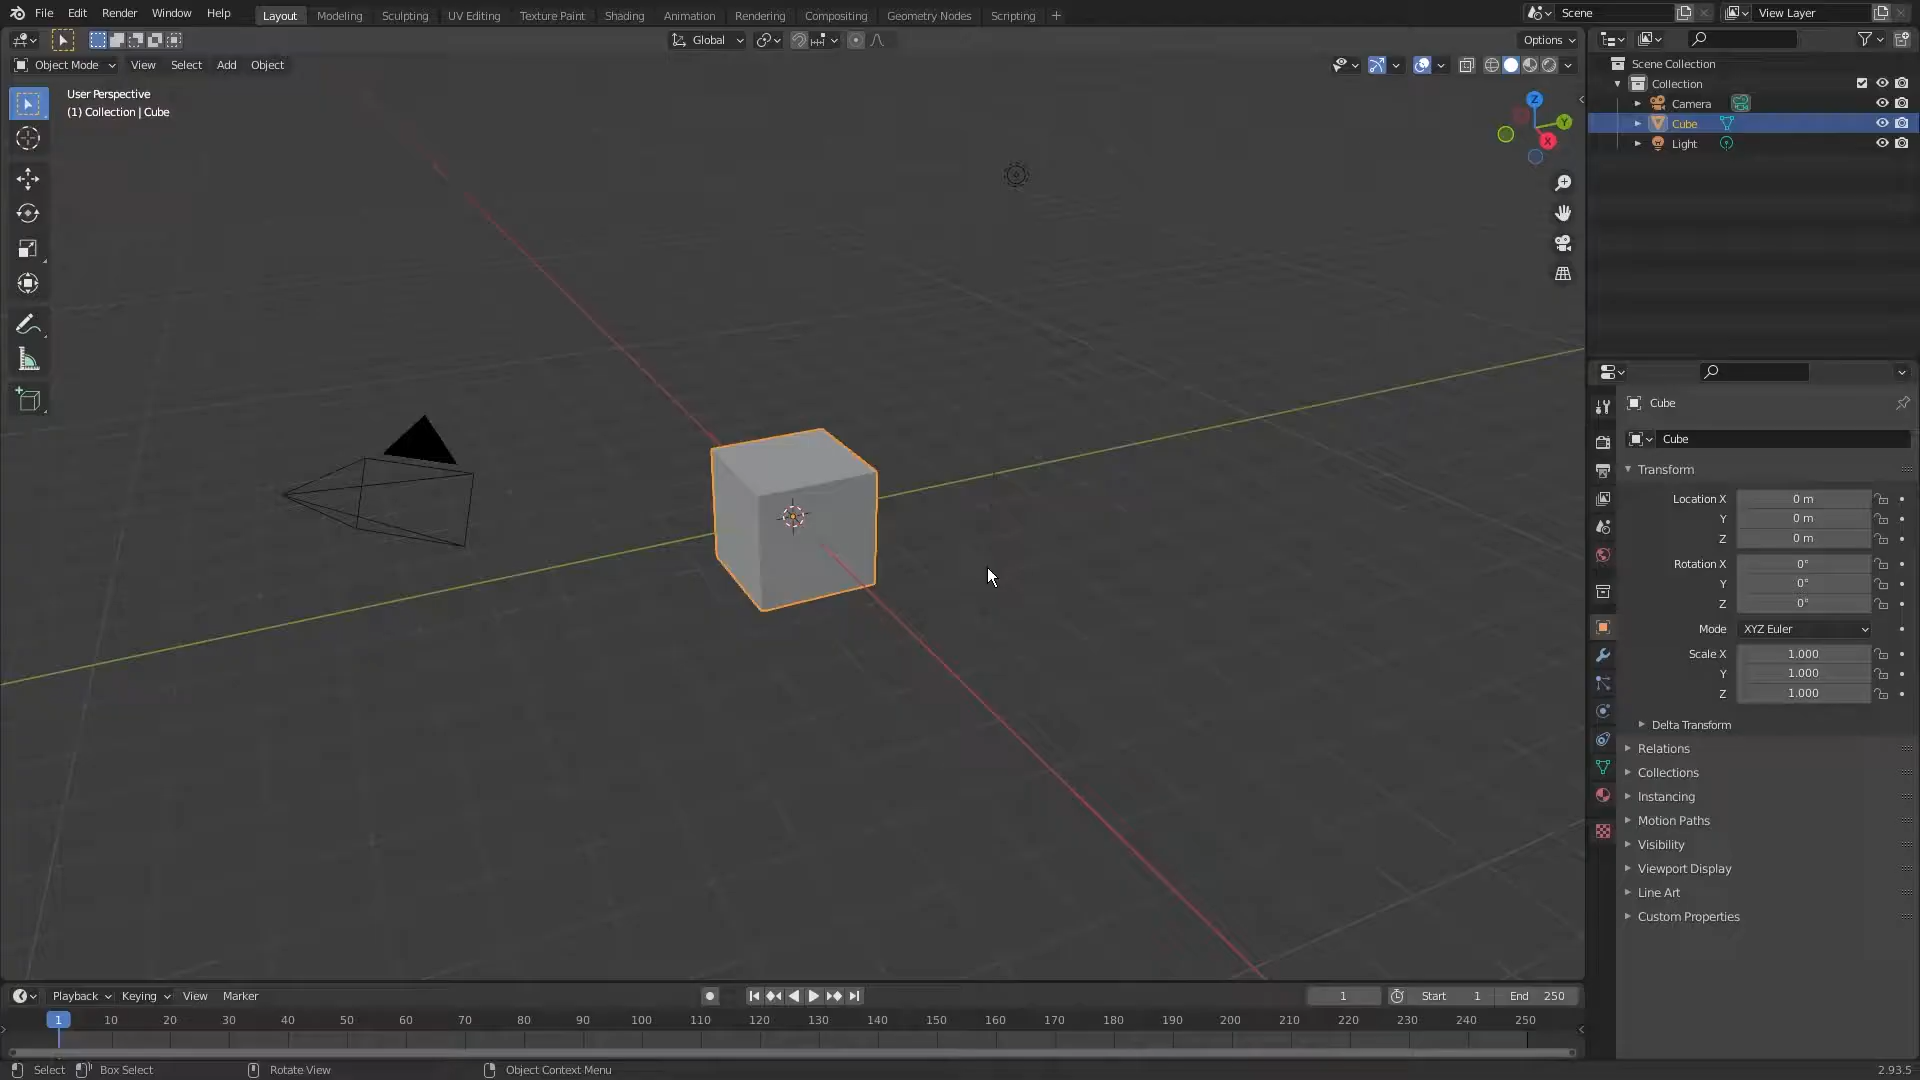 File Edit Render Window Help Layout Modeling Sculpting UV Editing Texture Paint Shading Animation Rendering Compositing Geometry Nodes Scripting + Scene View Layer
Global Options
Object Mode View Select Add Object
User Perspective
(1) Collection | Cube
Z
Y
X
Scene Collection
Collection
Camera
Cube
Light
Cube
Cube
Transform
Location X 0 m
Y 0 m
Z 0 m
Rotation X 0°
Y 0°
Z 0°
Mode XYZ Euler
Scale X 1.000
Y 1.000
Z 1.000
Delta Transform
Relations
Collections
Instancing
Motion Paths
Visibility
Viewport Display
Line Art
Custom Properties
Playback Keying View Marker 1 Start 1 End 250
1 10 20 30 40 50 60 70 80 90 100 110 120 130 140 150 160 170 180 190 200 210 220 230 240 250
Select Box Select Rotate View Object Context Menu 2.93.5